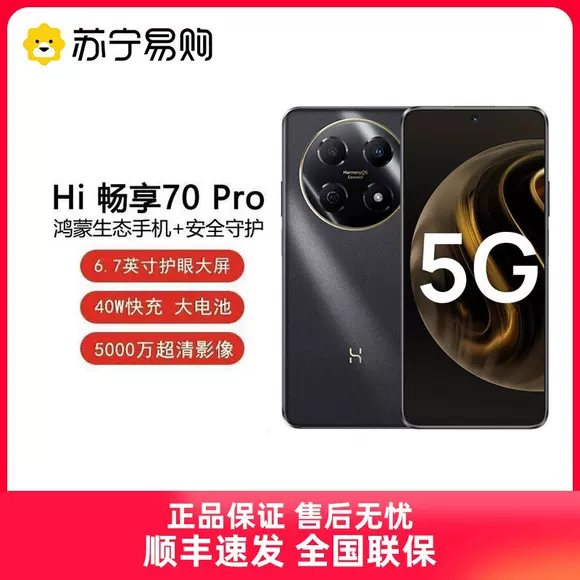 苏宁易购
Hi 畅享70 Pro
鸿蒙生态手机+安全守护
6.7英寸护眼大屏
40W快充 大电池
5000万超清影像
HarmonyOS
Connect
H
5G
正品保证 售后无忧
顺丰速发 全国联保